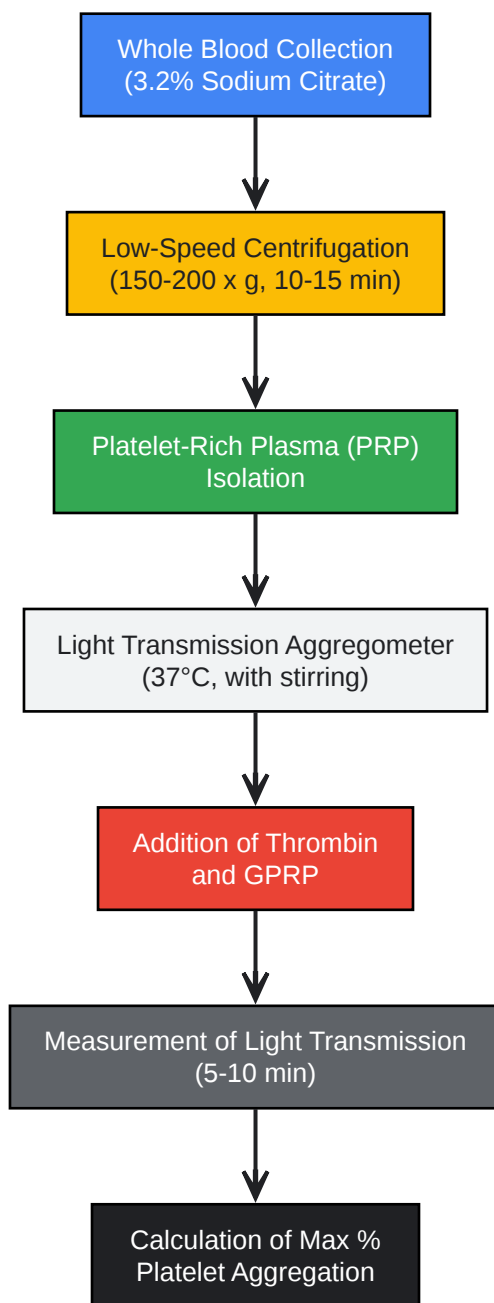 Whole Blood Collection
(3.2% Sodium Citrate)
Low-Speed Centrifugation
(150-200 x g, 10-15 min)
Platelet-Rich Plasma (PRP)
Isolation
Light Transmission Aggregometer
(37°C, with stirring)
Addition of Thrombin
and GPRP
Measurement of Light Transmission
(5-10 min)
Calculation of Max %
Platelet Aggregation